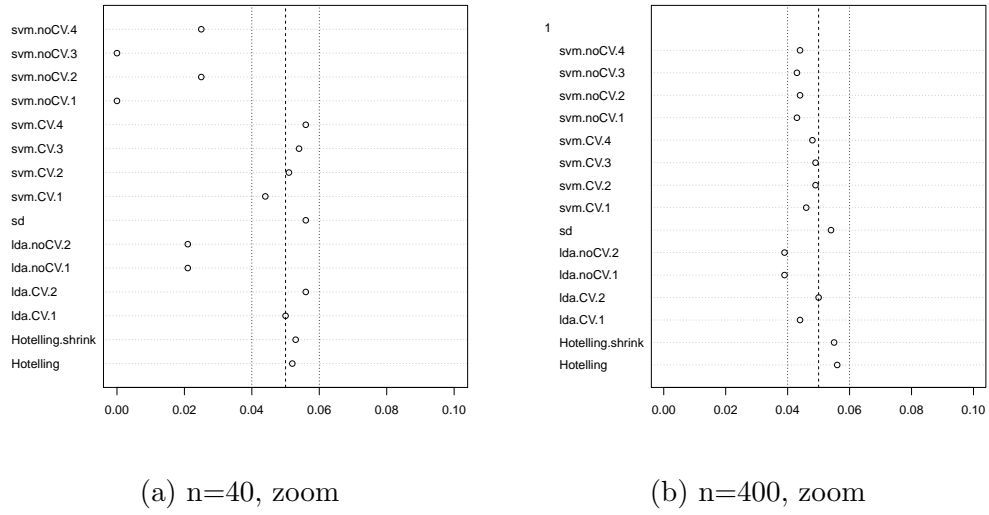 svm.noCV.4
svm.noCV.3
svm.noCV.2
svm.noCV.1
svm.CV.4
svm.CV.3
svm.CV.2
svm.CV.1
sd
lda.noCV.2
lda.noCV.1
lda.CV.2
lda.CV.1
Hotelling.shrink
Hotelling
0.00 0.02 0.04 0.06 0.08 0.10
(a) n=40, zoom
1
svm.noCV.4
svm.noCV.3
svm.noCV.2
svm.noCV.1
svm.CV.4
svm.CV.3
svm.CV.2
svm.CV.1
sd
lda.noCV.2
lda.noCV.1
lda.CV.2
lda.CV.1
Hotelling.shrink
Hotelling
0.00 0.02 0.04 0.06 0.08 0.10
(b) n=400, zoom